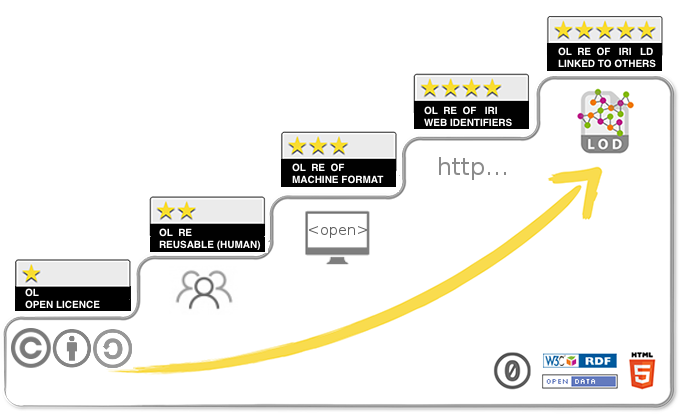 OL RE OF IRI LD
LINKED TO OTHERS
OL RE OF IRI
WEB IDENTIFIERS
LOD
OL RE OF
MACHINE FORMAT
http...
OL RE
REUSABLE (HUMAN)
<open>
OL
OPEN LICENCE
W3C RDF
HTML
5
OPEN DATA
0